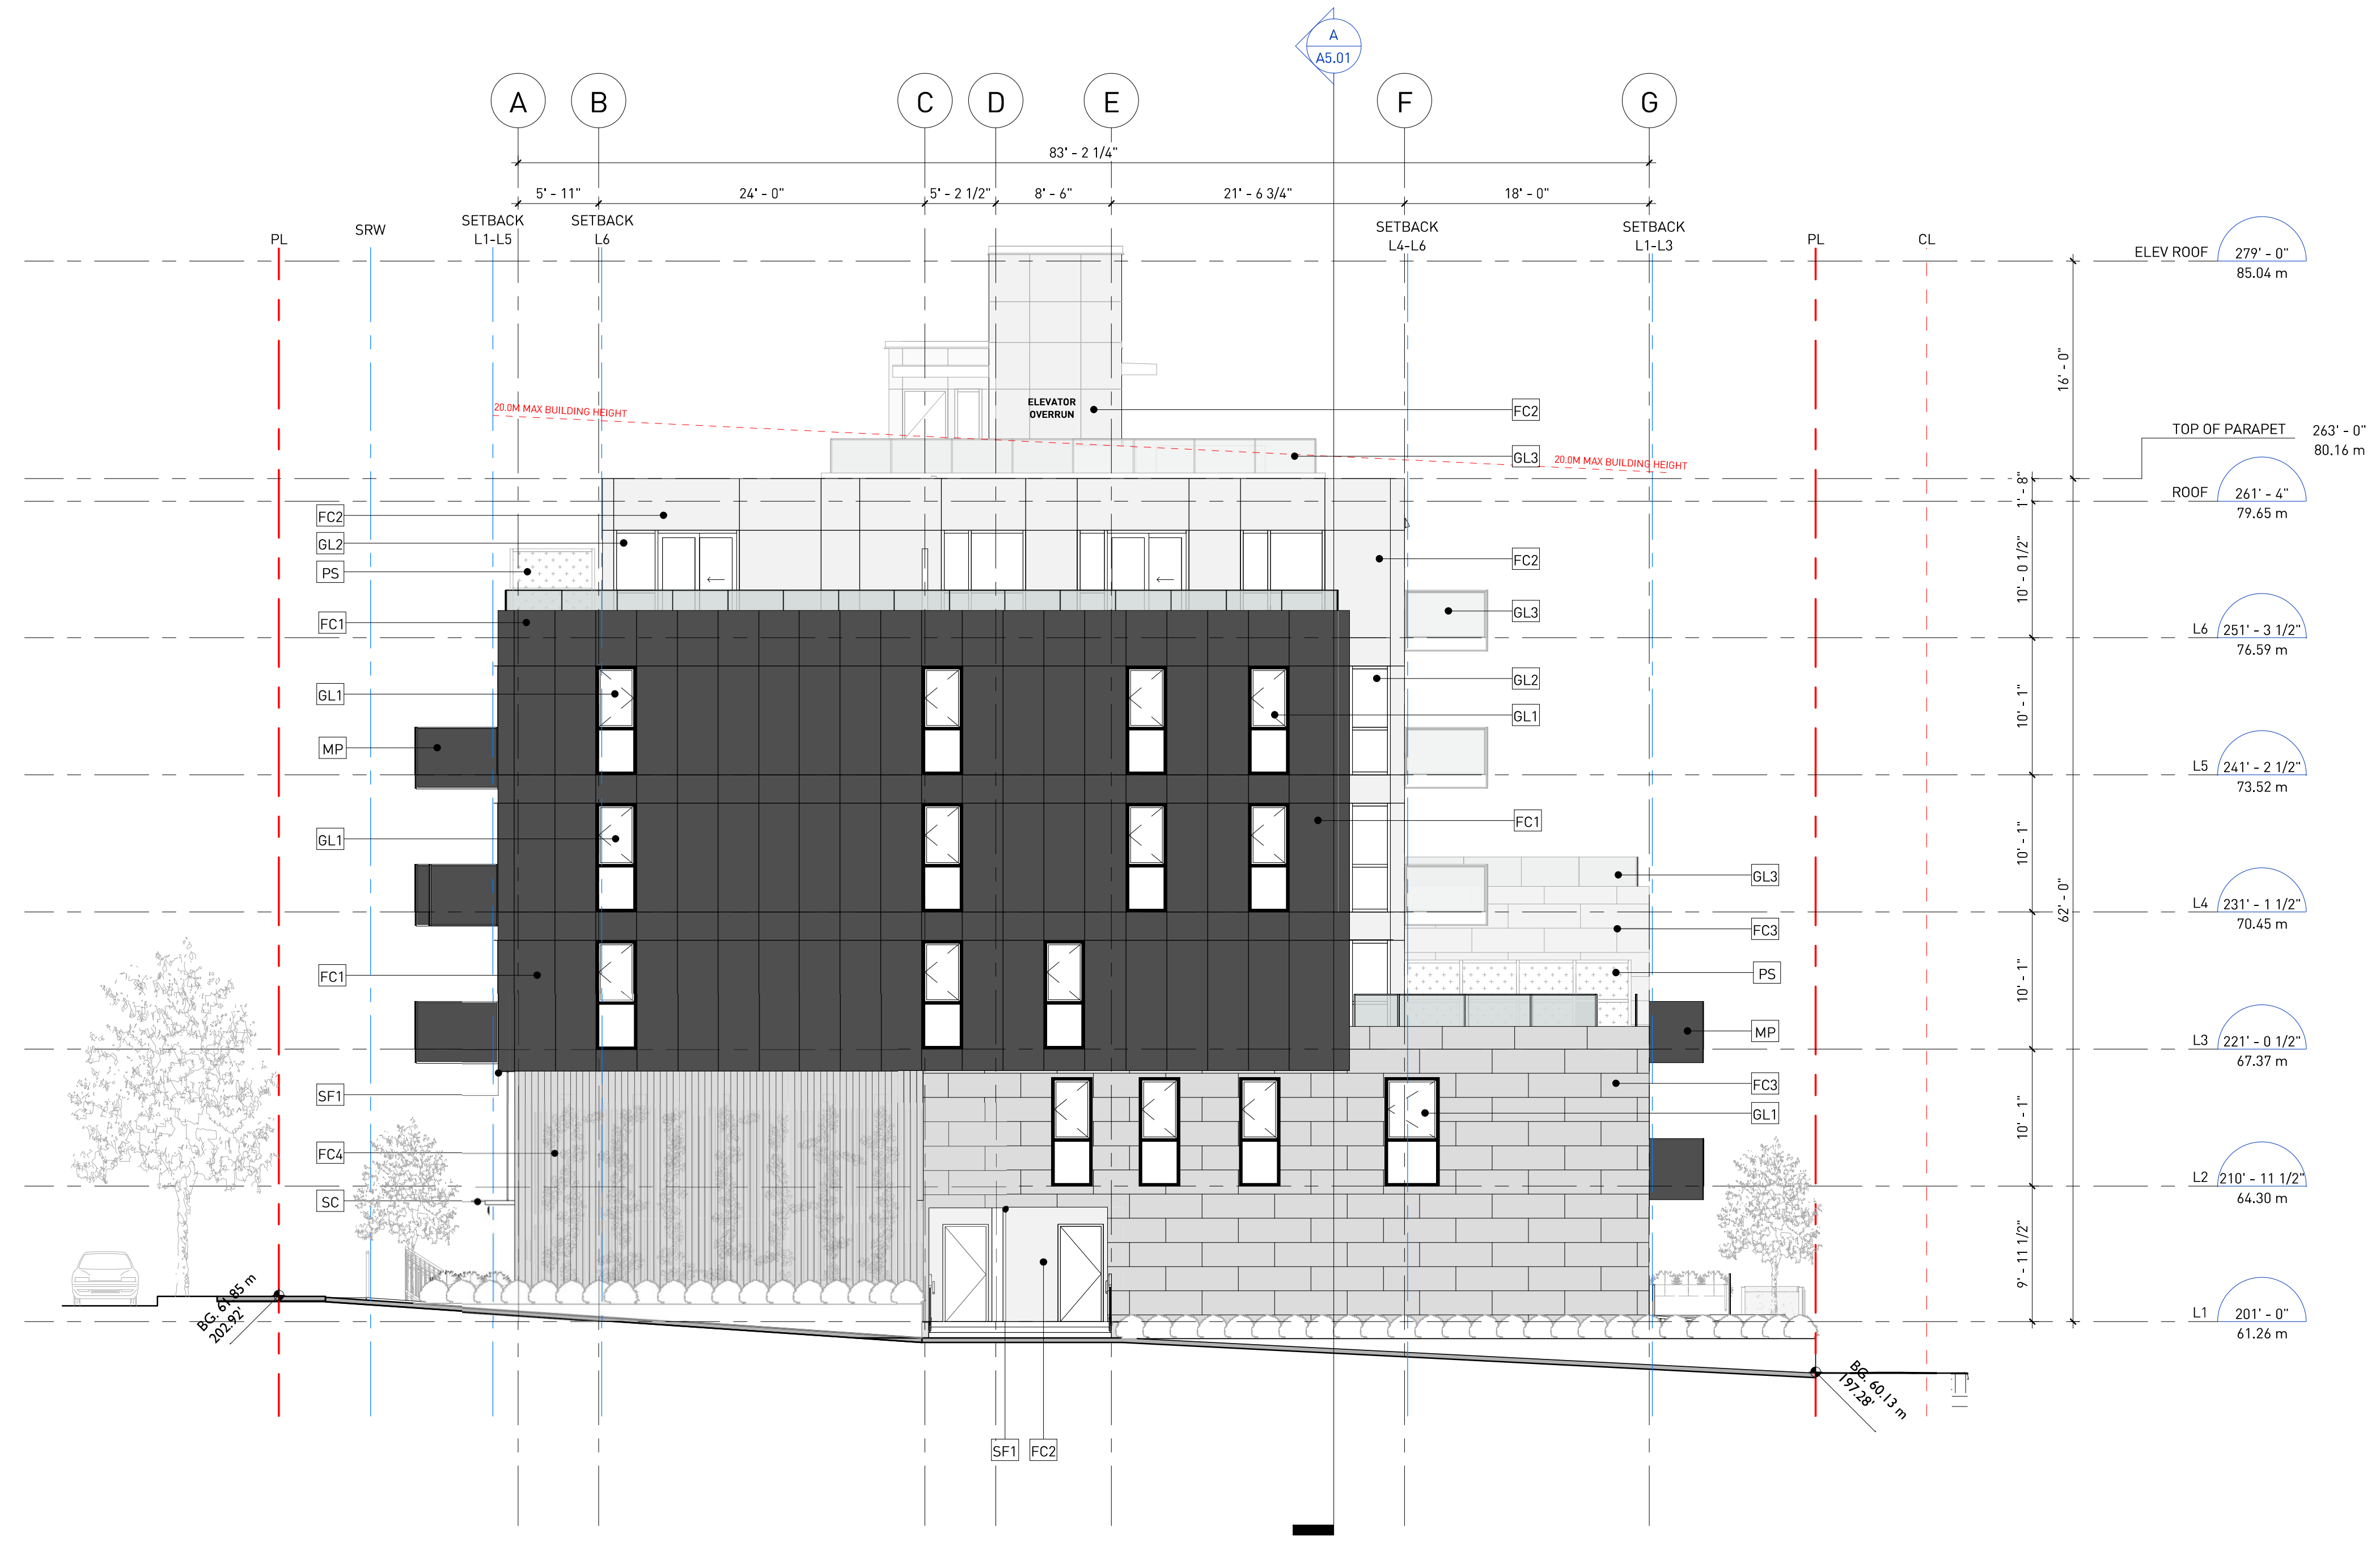 A
A5.01
A B C D E F G
83' - 2 1/4"
5' - 11" 24' - 0" 5' - 2 1/2" 8' - 6" 21' - 6 3/4" 18' - 0"
PL
SRW
SETBACK
L1-L5
SETBACK
L6
SETBACK
L4-L6
SETBACK
L1-L3
PL
CL
ELEV ROOF 279' - 0"
85.04 m
16' - 0"
20.0M MAX BUILDING HEIGHT
ELEVATOR
OVERRUN
FC2
GL3
20.0M MAX BUILDING HEIGHT
TOP OF PARAPET 263' - 0"
80.16 m
1' - 8"
ROOF 261' - 4"
79.65 m
FC2
GL2
PS
FC2
10' - 0 1/2"
FC1
GL3
L6 251' - 3 1/2"
76.59 m
GL1
GL2
GL1
10' - 1"
MP
L5 241' - 2 1/2"
73.52 m
GL1
FC1
10' - 1"
GL3
62' - 0"
L4 231' - 1 1/2"
70.45 m
FC3
FC1
PS
10' - 1"
MP
L3 221' - 0 1/2"
67.37 m
SF1
FC3
GL1
10' - 1"
FC4
SC
L2 210' - 11 1/2"
64.30 m
9' - 11 1/2"
BG. 61.85 m
202.92'
L1 201' - 0"
61.26 m
BG. 60.13 m
197.28'
SF1 FC2